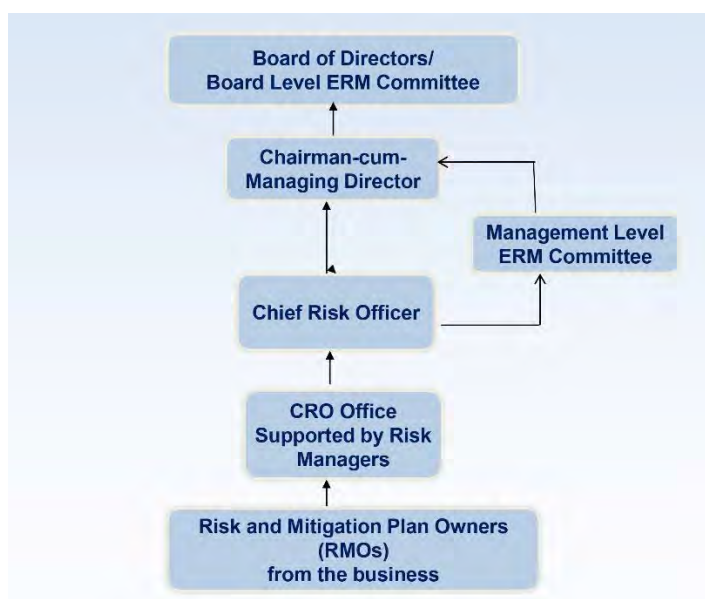 Board of Directors/
Board Level ERM Committee
Chairman-cum-
Managing Director
Management Level
ERM Committee
Chief Risk Officer
CRO Office
Supported by Risk
Managers
Risk and Mitigation Plan Owners
(RMOs)
from the business